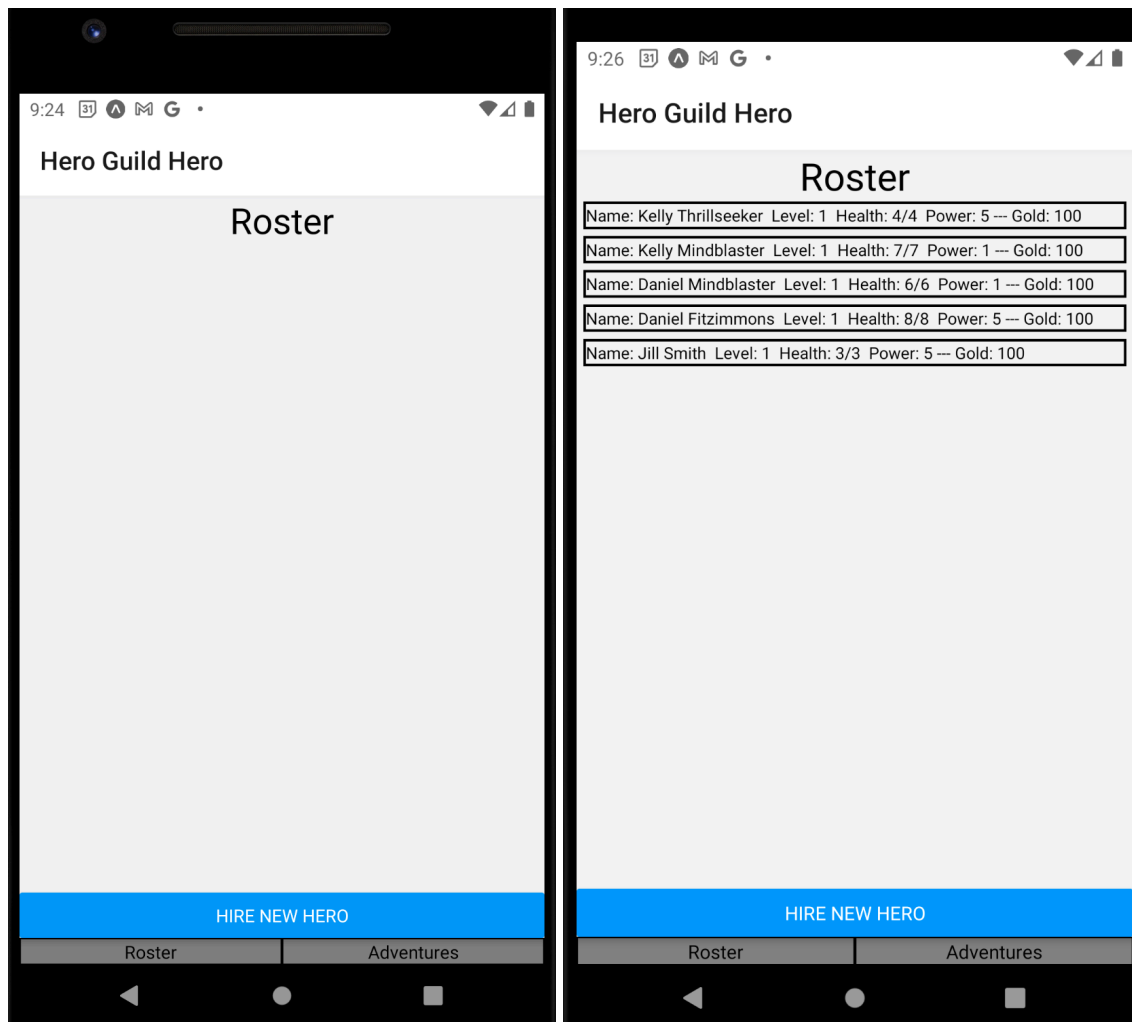 9:24 31 M G
Hero Guild Hero
Roster
HIRE NEW HERO
Roster Adventures
9:26 31 M G
Hero Guild Hero
Roster
Name: Kelly Thrillseeker Level: 1 Health: 4/4 Power: 5 --- Gold: 100
Name: Kelly Mindblaster Level: 1 Health: 7/7 Power: 1 --- Gold: 100
Name: Daniel Mindblaster Level: 1 Health: 6/6 Power: 1 --- Gold: 100
Name: Daniel Fitzimmons Level: 1 Health: 8/8 Power: 5 --- Gold: 100
Name: Jill Smith Level: 1 Health: 3/3 Power: 5 --- Gold: 100
HIRE NEW HERO
Roster Adventures